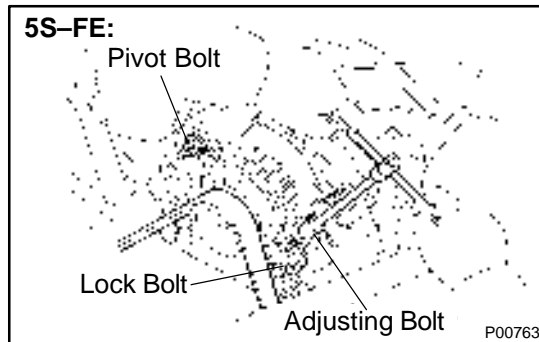 5S–FE:
Pivot Bolt
Lock Bolt
Adjusting Bolt
P00763